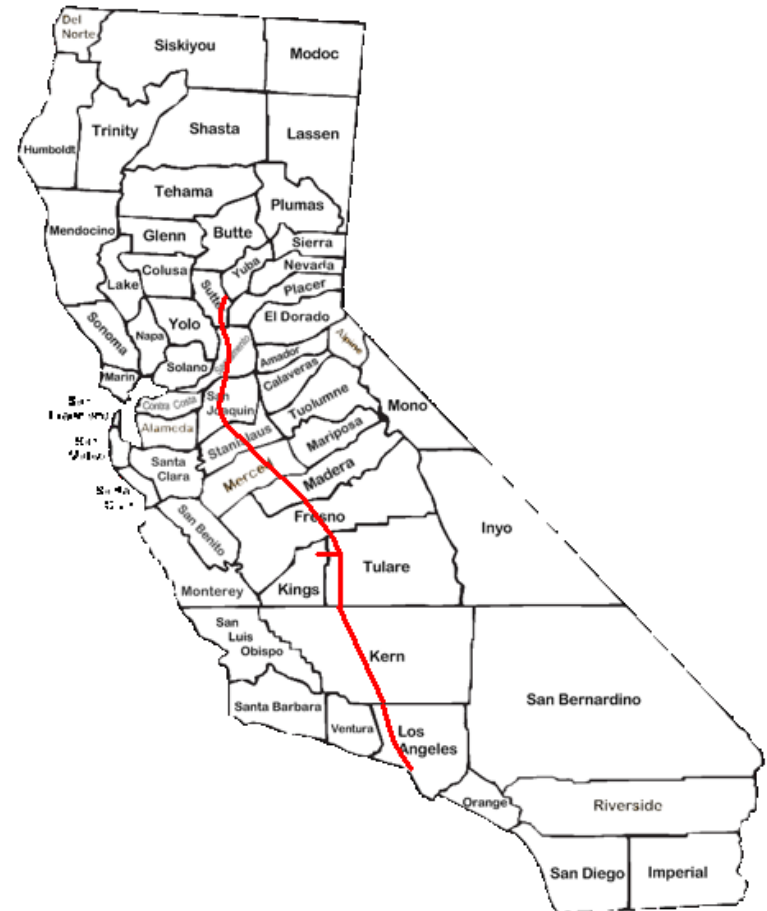 Del
Norte
Siskiyou
Modoc
Humboldt
Trinity
Shasta
Lassen
Tehama
Plumas
Mendocino
Glenn
Butte
Sierra
Yuba
Nevada
Colusa
Lake
Sutter
Placer
El Dorado
Sonoma
Napa
Yolo
Alpine
Solano
Amador
Marin
Calaveras
Contra Costa
San
Joaquin
Tuolumne
Mono
San
Alameda
Stanislaus
Mariposa
San
Santa
Clara
Merced
Madera
San Benito
Fresno
Inyo
Monterey
Kings
Tulare
San
Luis
Obispo
Kern
Santa Barbara
Ventura
Los
Angeles
San Bernardino
Orange
Riverside
San Diego
Imperial